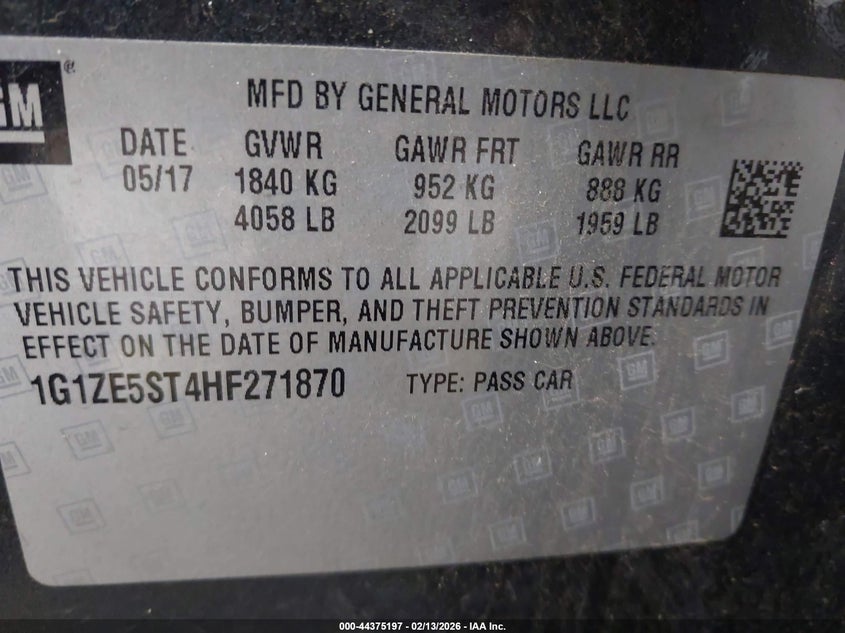 GM®
MFD BY GENERAL MOTORS LLC
DATE GVWR GAWR FRT GAWR RR
05/17 1840 KG 952 KG 888 KG
4058 LB 2099 LB 1959 LB
THIS VEHICLE CONFORMS TO ALL APPLICABLE U.S. FEDERAL MOTOR
VEHICLE SAFETY, BUMPER, AND THEFT PREVENTION STANDARDS IN
EFFECT ON THE DATE OF MANUFACTURE SHOWN ABOVE.
1G1ZE5ST4HF271870 TYPE: PASS CAR
000-44375197 - 02/13/2026 - IAA Inc.